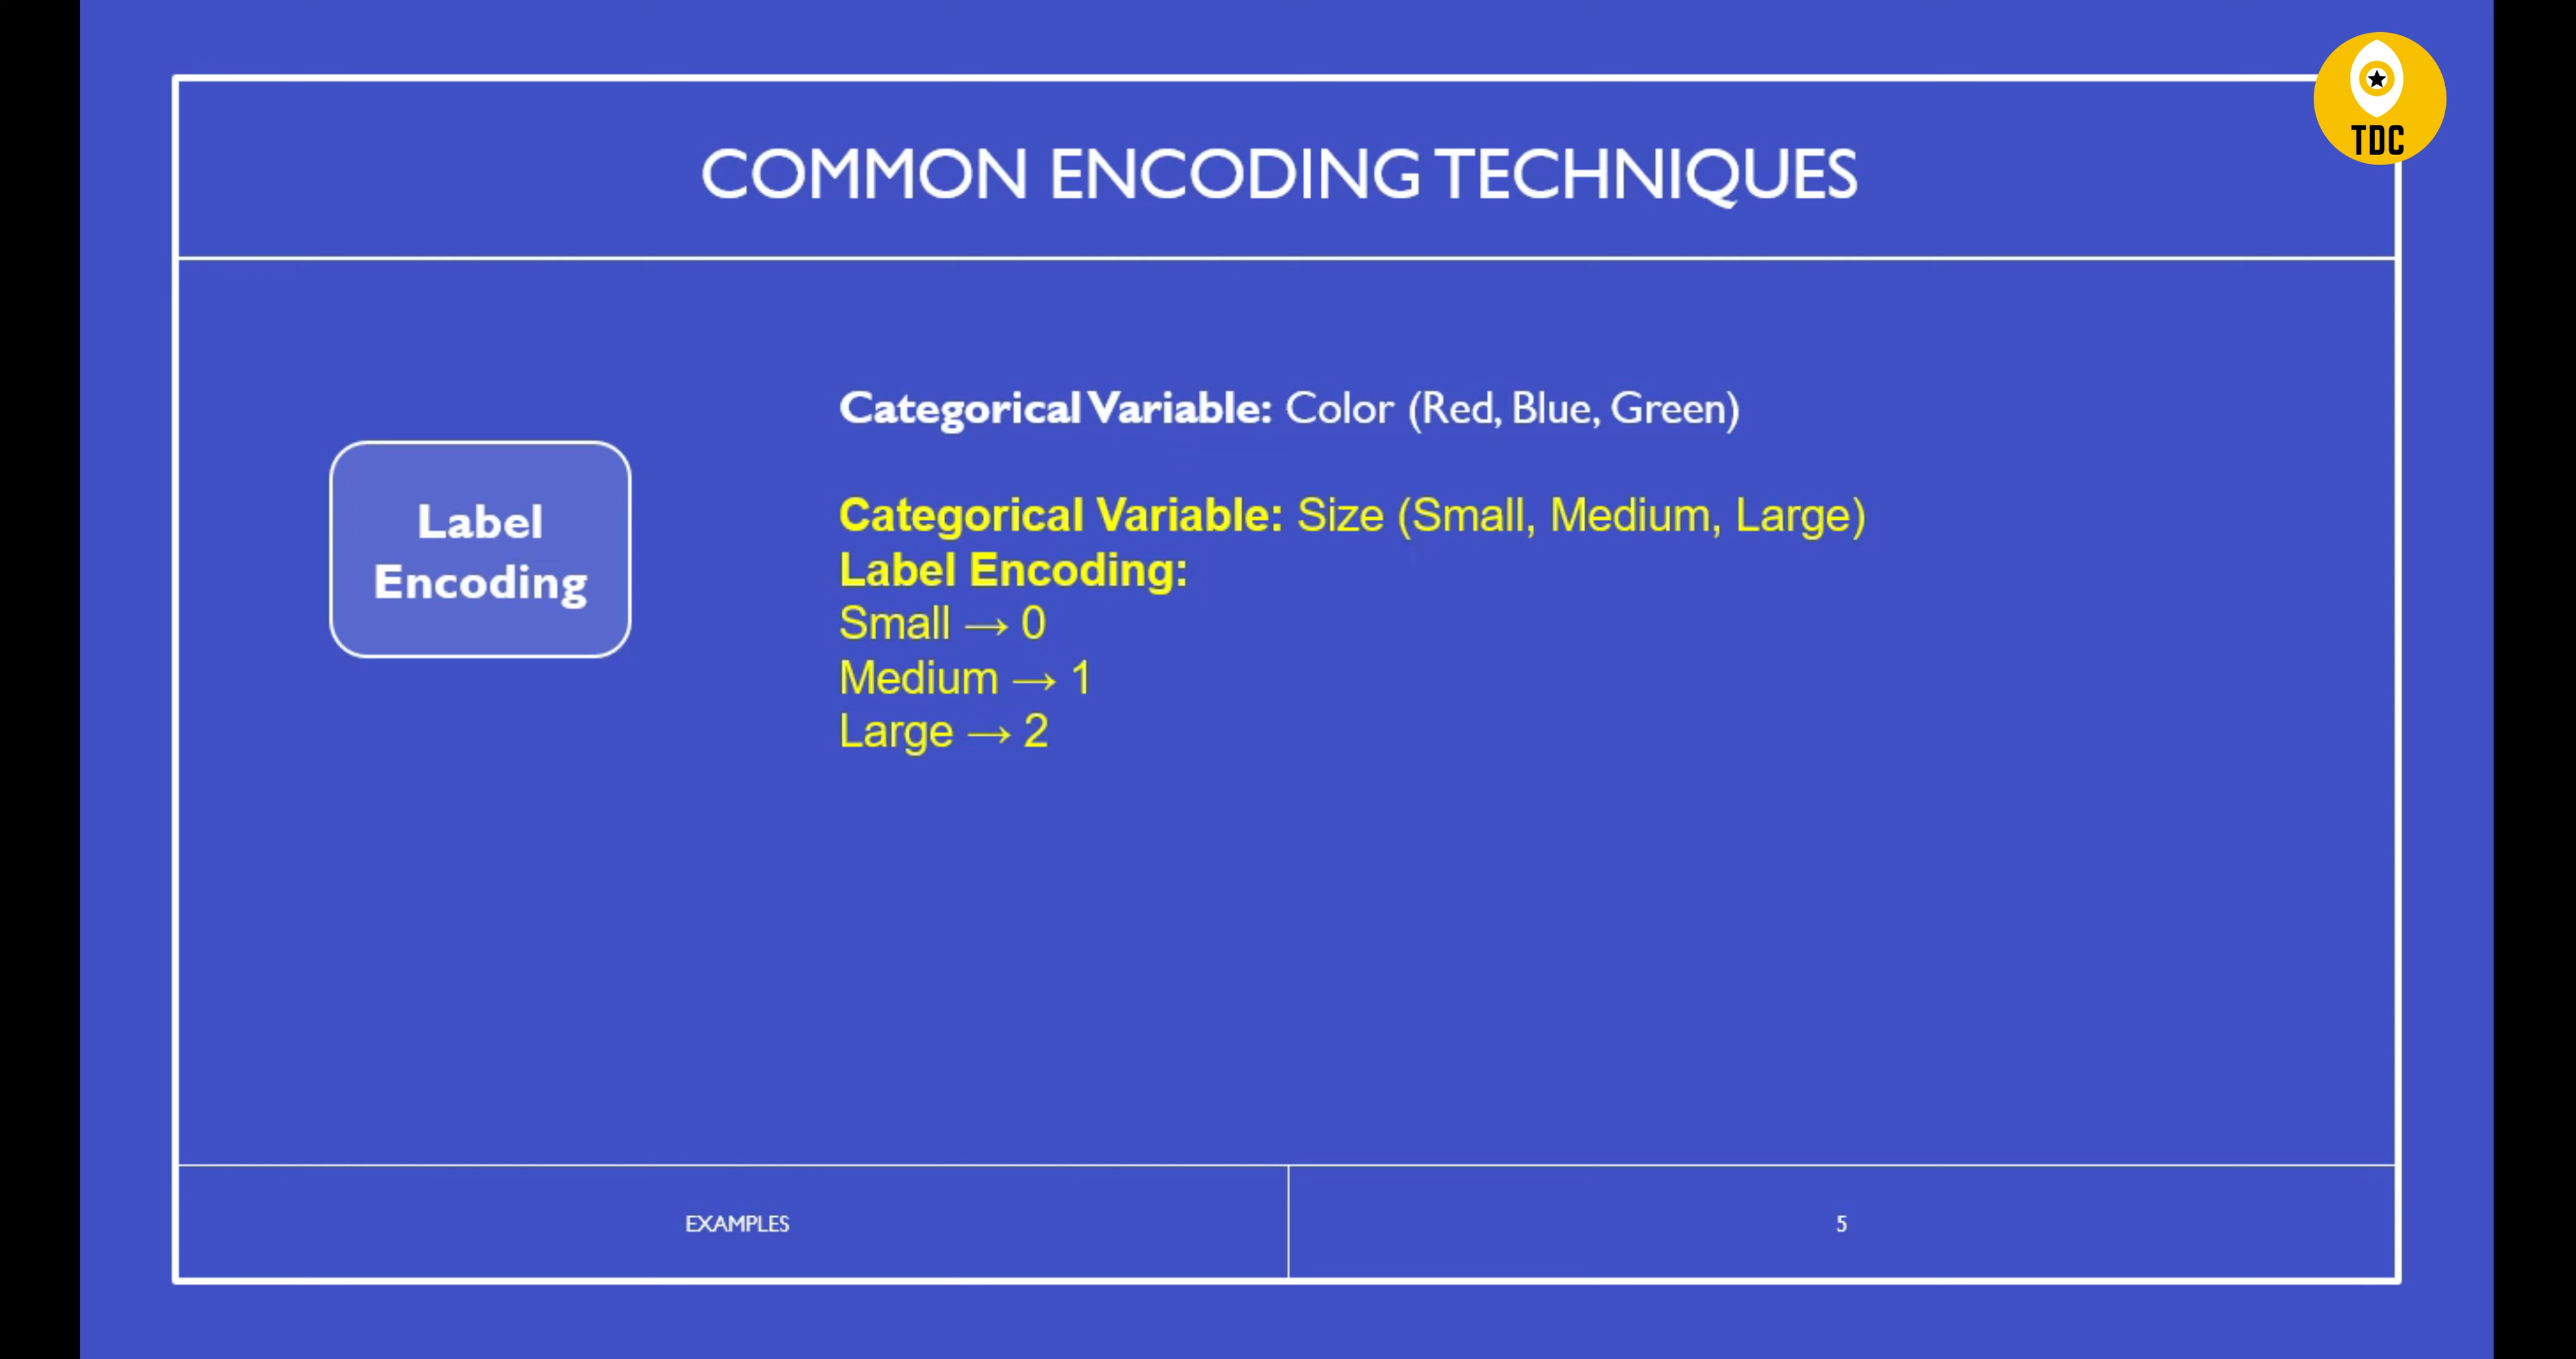 TDC
COMMON ENCODING TECHNIQUES
Label
Encoding
Categorical Variable: Color (Red, Blue, Green)
Categorical Variable: Size (Small, Medium, Large)
Label Encoding:
Small → 0
Medium → 1
Large → 2
EXAMPLES
5